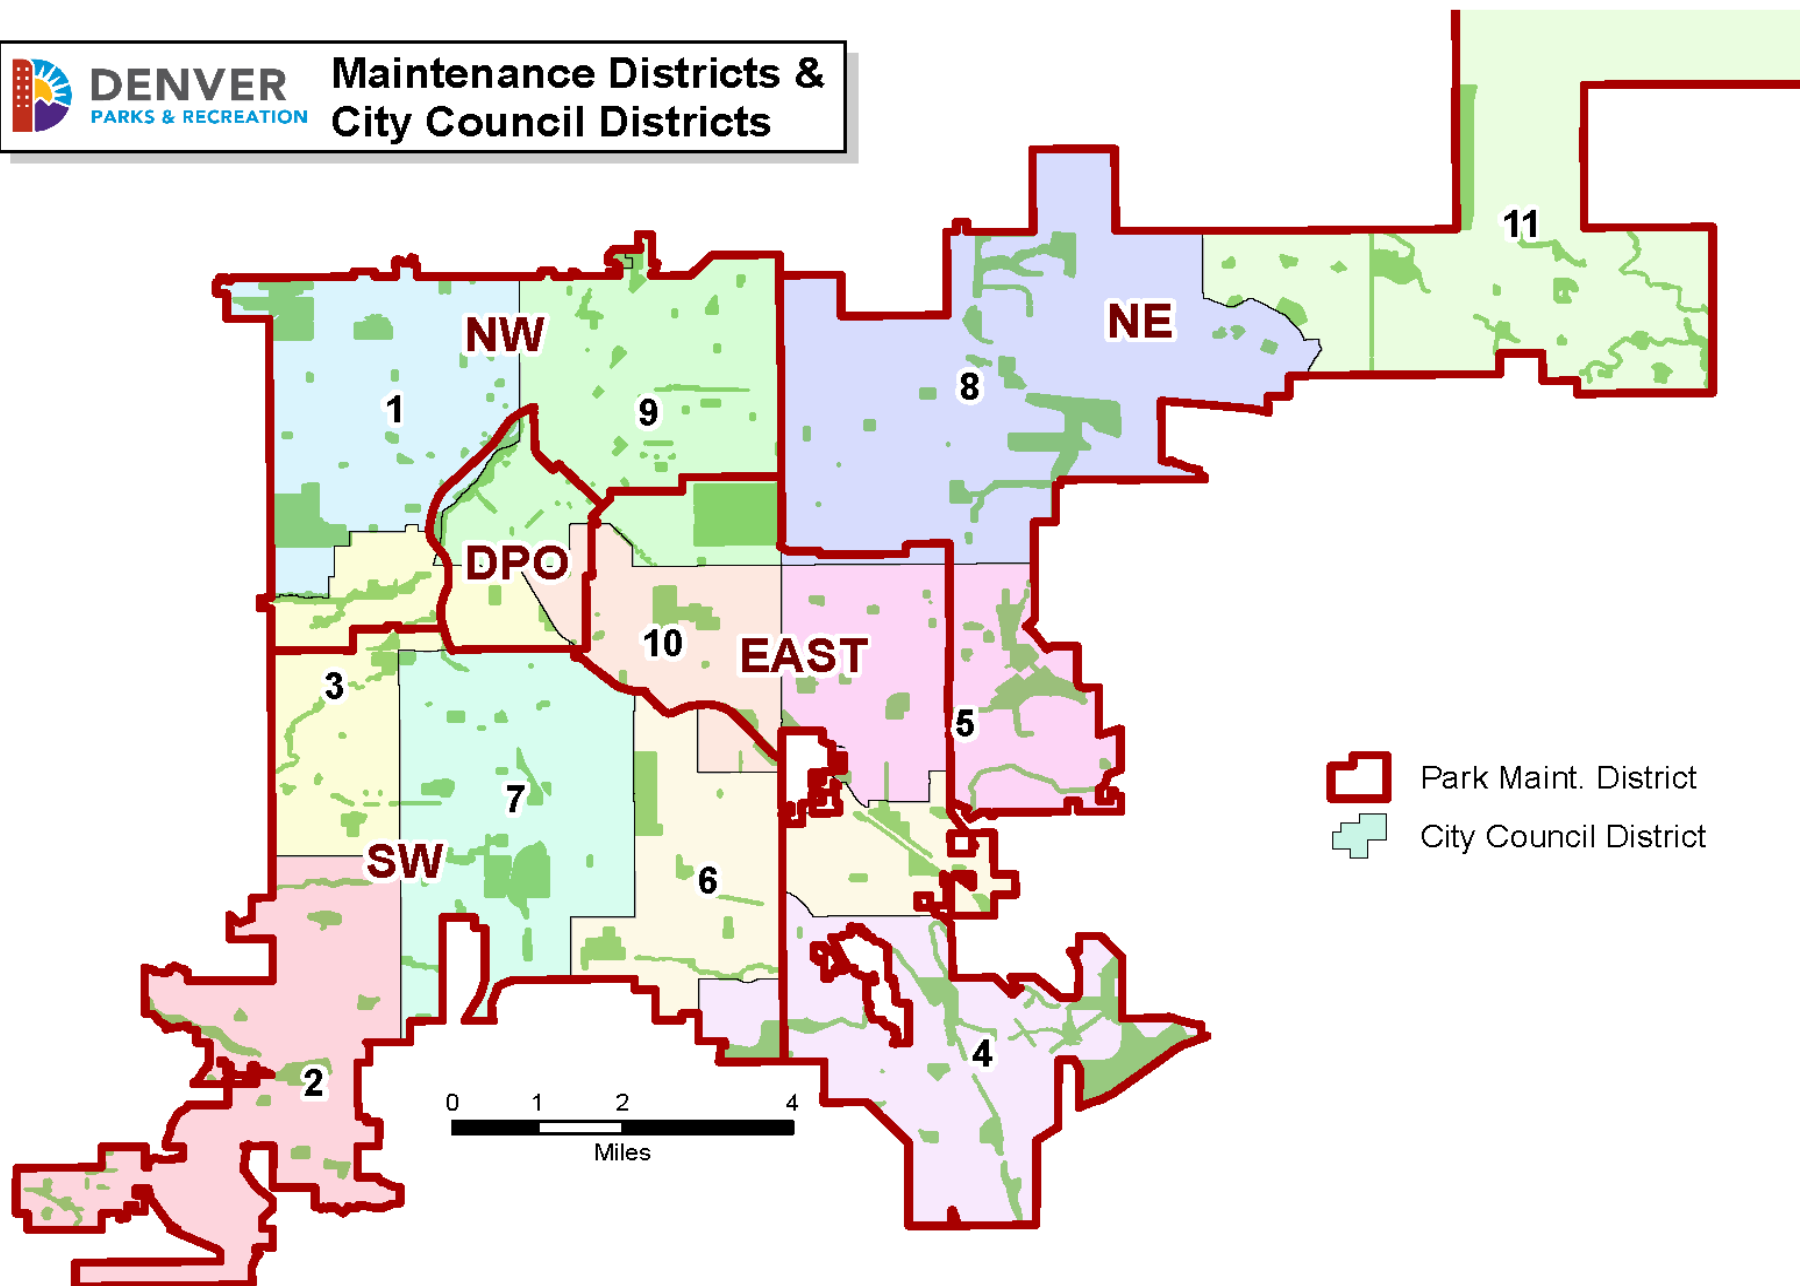 DENVER
PARKS & RECREATION
Maintenance Districts &
City Council Districts
11
NW
NE
1
9
8
DPO
10
EAST
3
5
7
Park Maint. District
City Council District
SW
6
4
2
0 1 2 4
Miles